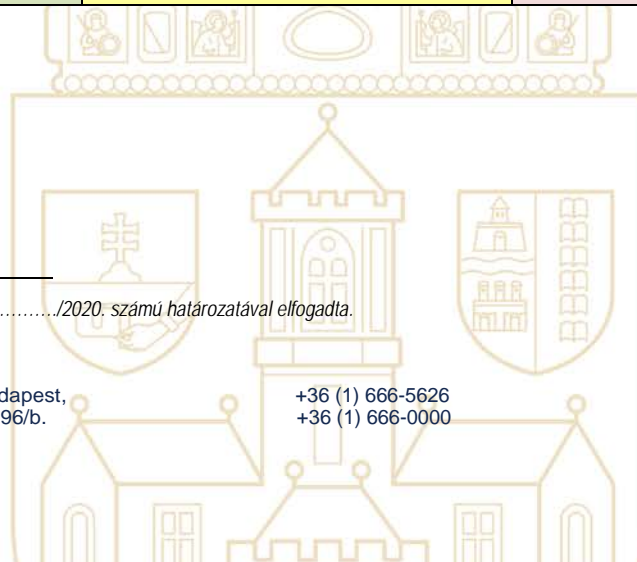 ………../2020. számú határozatával elfogadta.
dapest,
96/b.
+36 (1) 666-5626
+36 (1) 666-0000